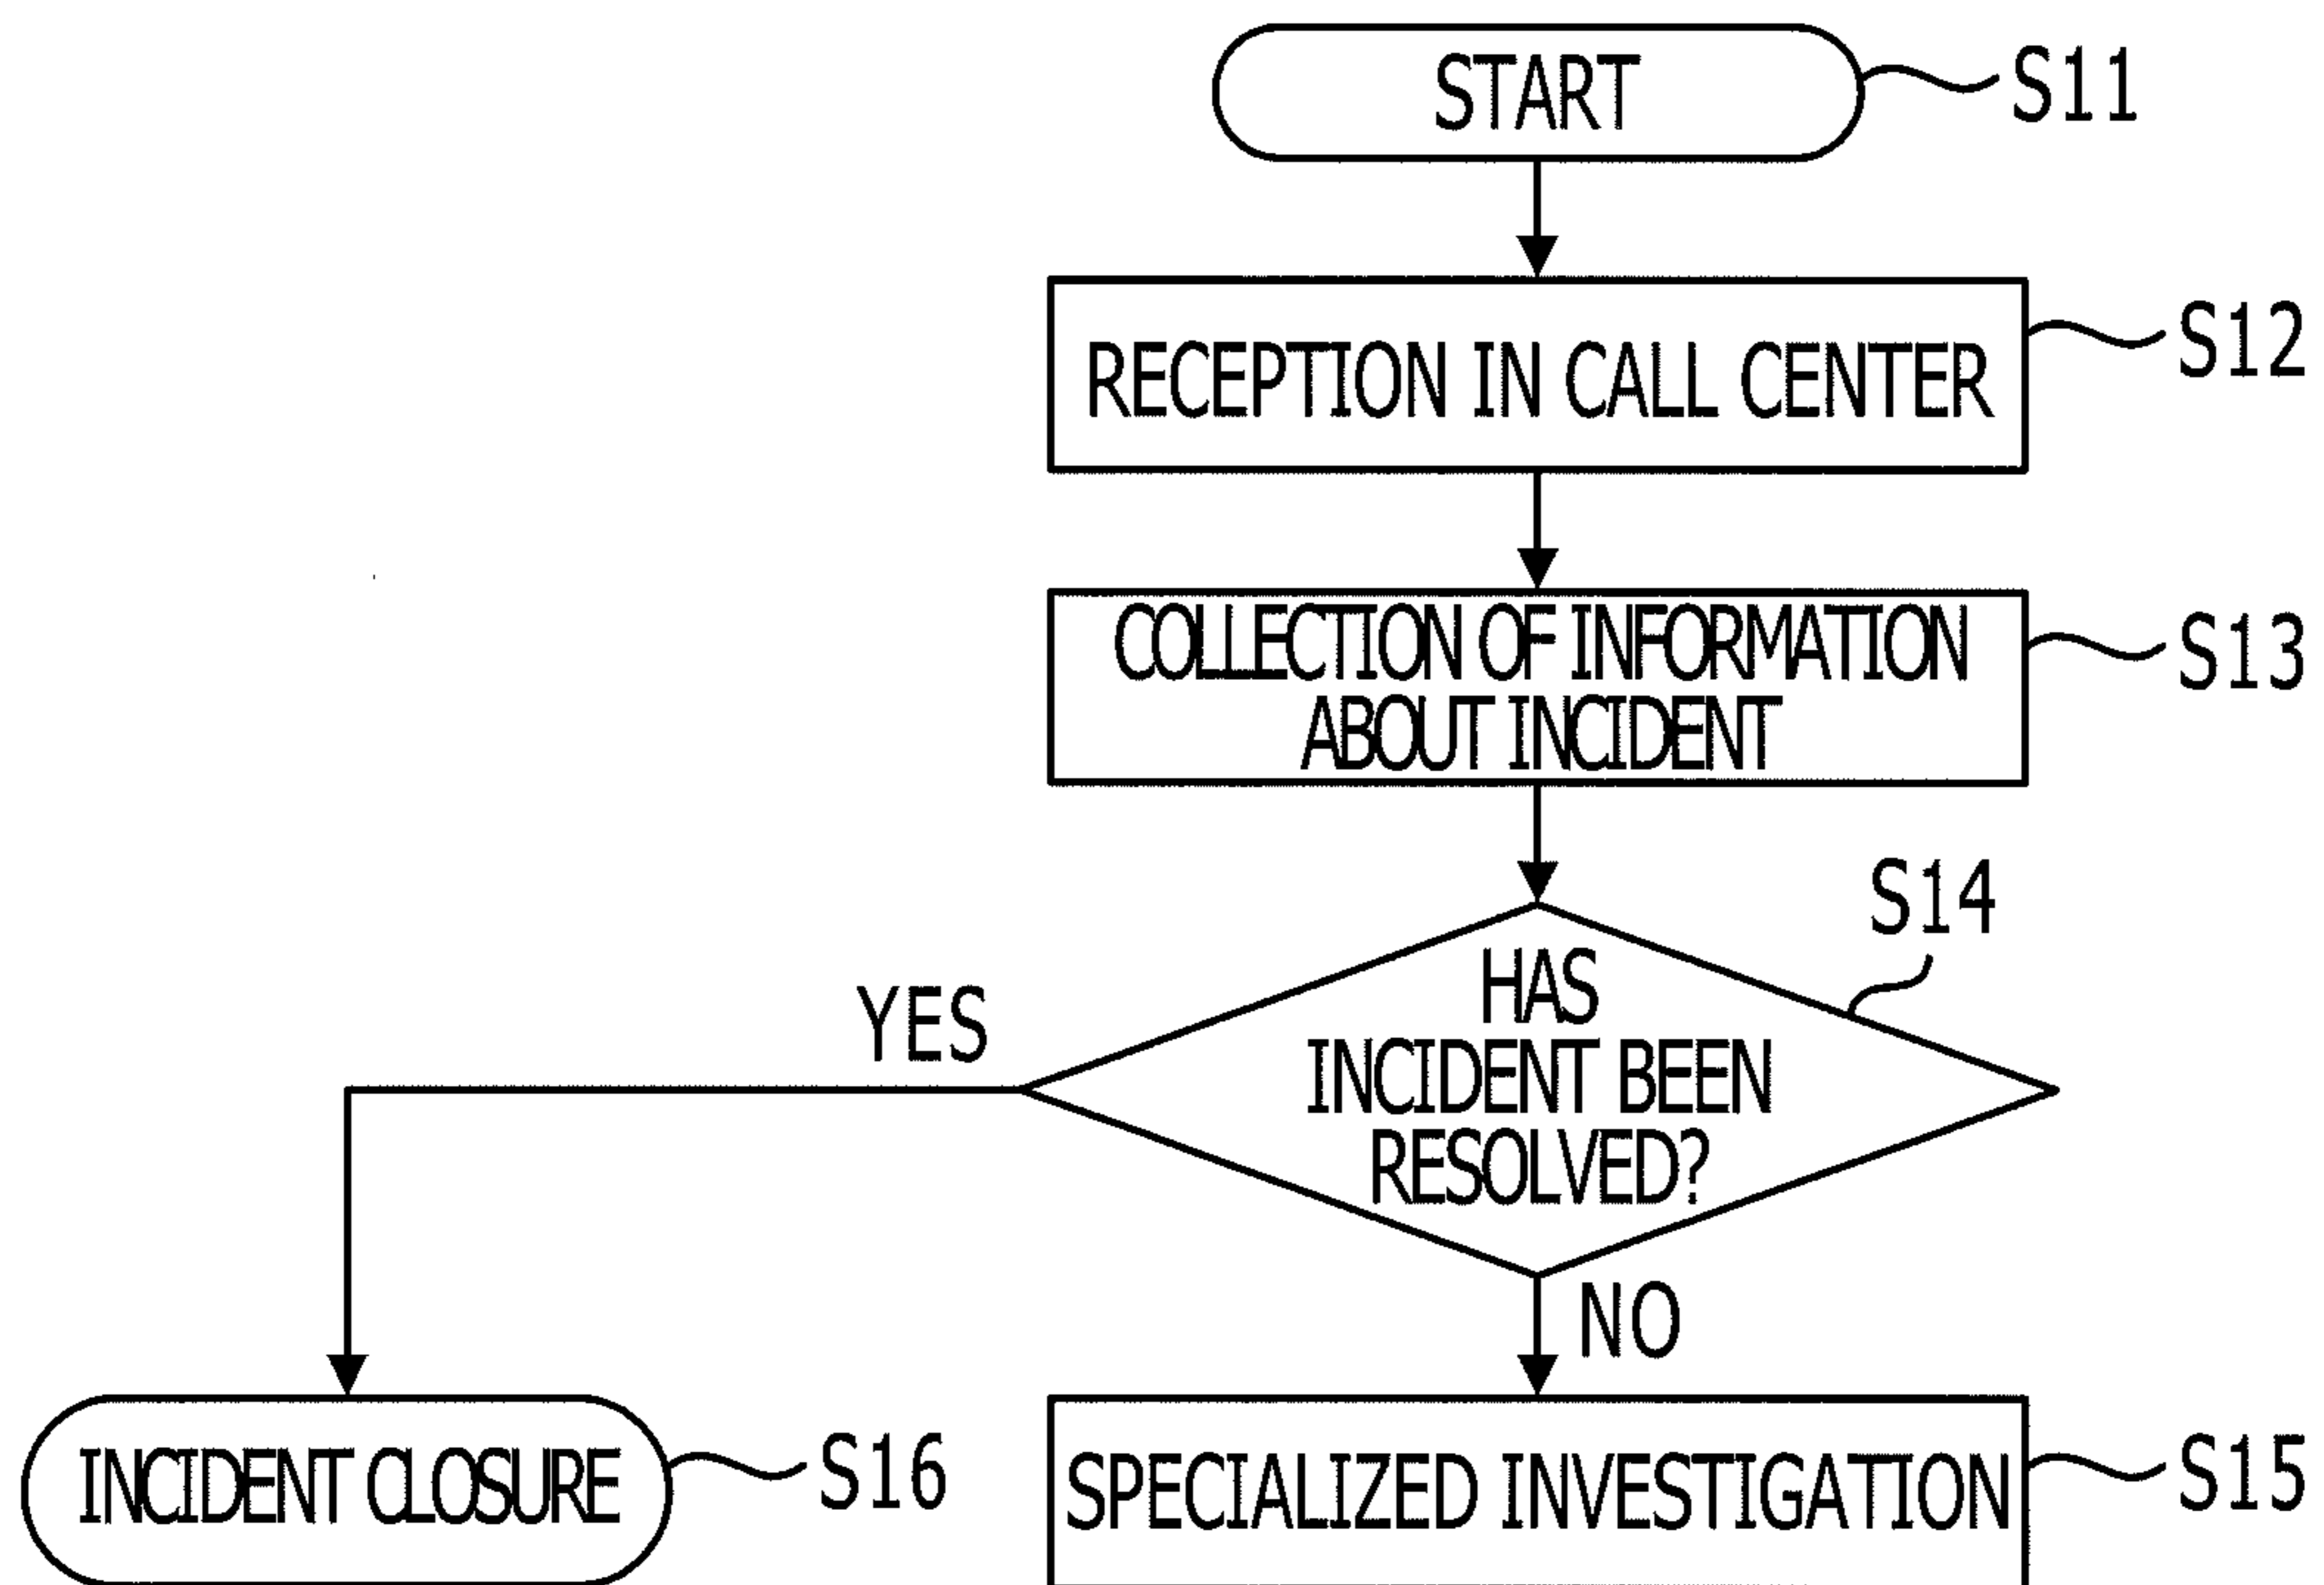 START
S11
RECEPTION IN CALL CENTER
S12
COLLECTION OF INFORMATION
ABOUT INCIDENT
S13
S14
HAS
INCIDENT BEEN
RESOLVED?
YES
NO
INCIDENT CLOSURE
S16
SPECIALIZED INVESTIGATION
S15